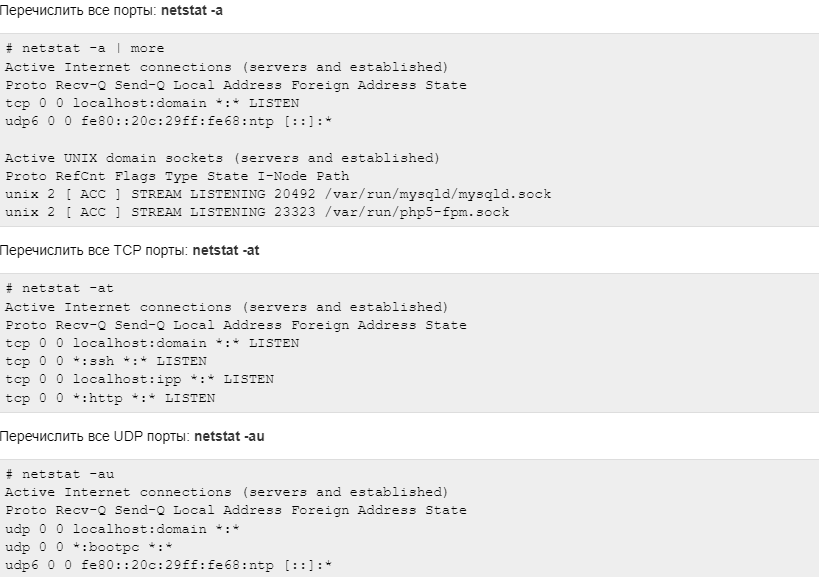 Перечислить все порты: netstat -a
# netstat -a | more
Active Internet connections (servers and established)
Proto Recv-Q Send-Q Local Address Foreign Address State
tcp 0 0 localhost:domain *:* LISTEN
udp6 0 0 fe80::20c:29ff:fe68:ntp [::]:*
Active UNIX domain sockets (servers and established)
Proto RefCnt Flags Type State I-Node Path
unix 2 [ ACC ] STREAM LISTENING 20492 /var/run/mysqld/mysqld.sock
unix 2 [ ACC ] STREAM LISTENING 23323 /var/run/php5-fpm.sock
Перечислить все TCP порты: netstat -at
# netstat -at
Active Internet connections (servers and established)
Proto Recv-Q Send-Q Local Address Foreign Address State
tcp 0 0 localhost:domain *:* LISTEN
tcp 0 0 *:ssh *:* LISTEN
tcp 0 0 localhost:ipp *:* LISTEN
tcp 0 0 *:http *:* LISTEN
Перечислить все UDP порты: netstat -au
# netstat -au
Active Internet connections (servers and established)
Proto Recv-Q Send-Q Local Address Foreign Address State
udp 0 0 localhost:domain *:*
udp 0 0 *:bootpc *:*
udp6 0 0 fe80::20c:29ff:fe68:ntp [::]:*